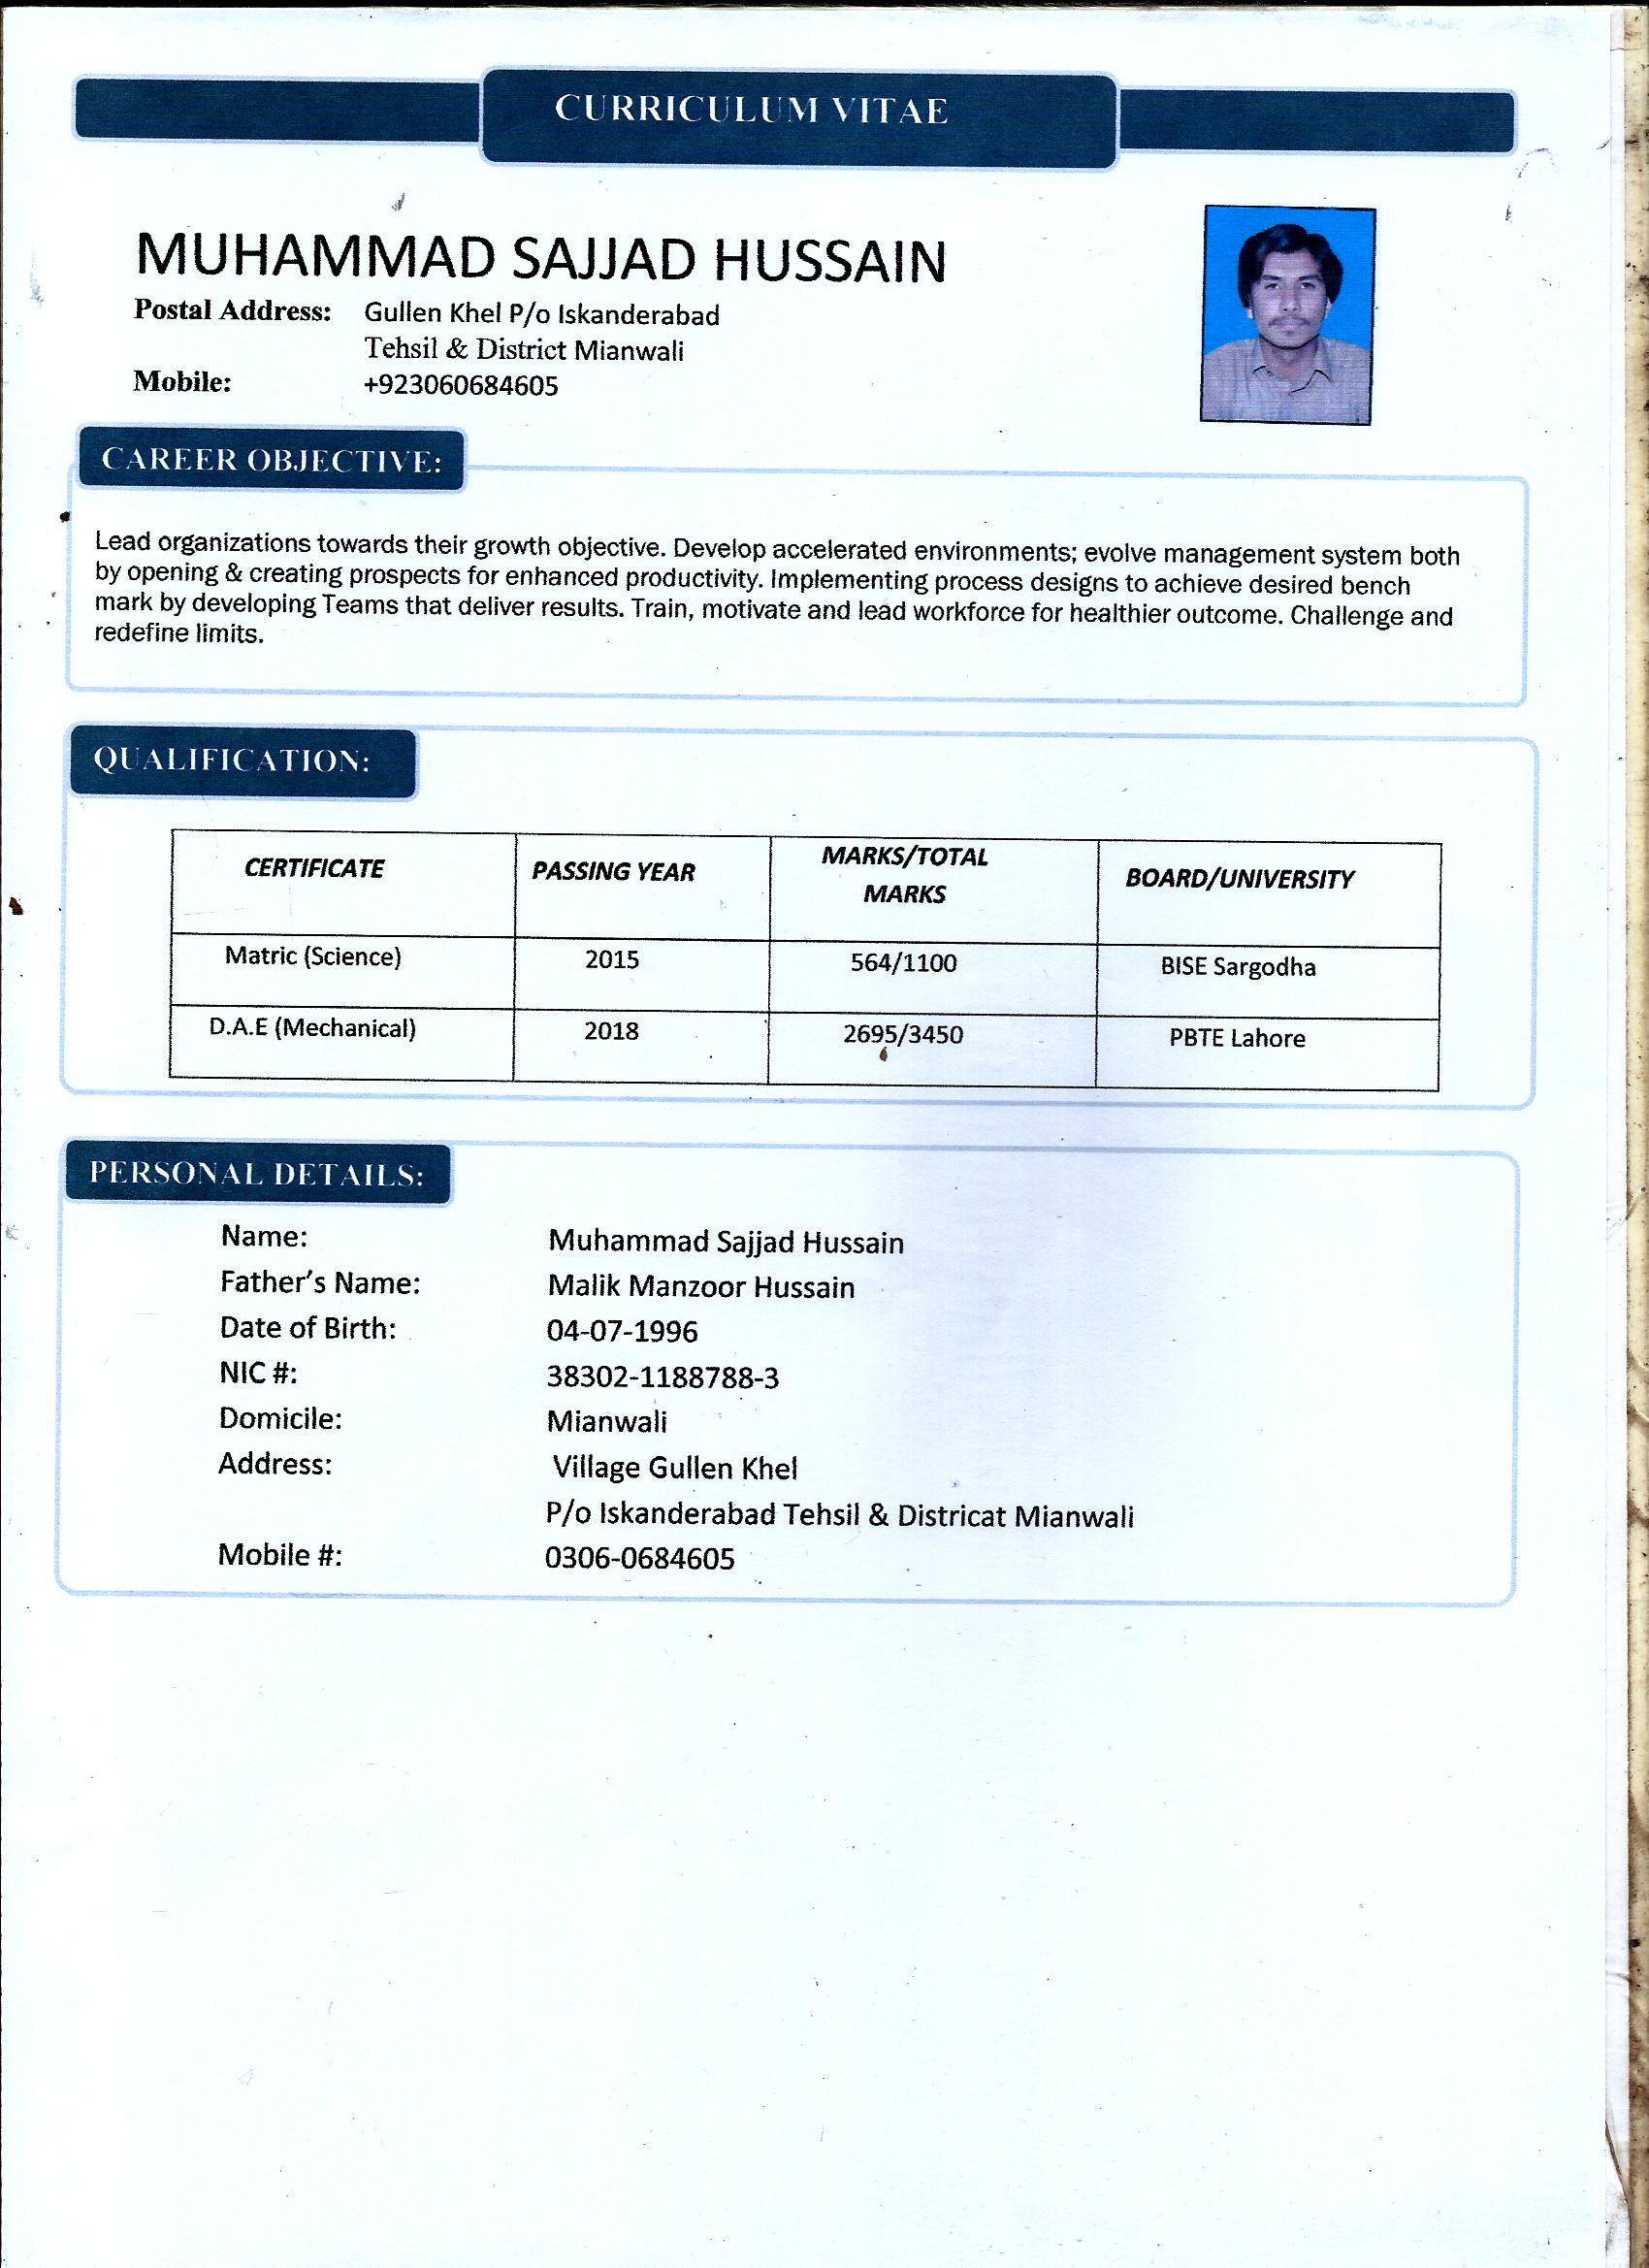 CURRICULUM VITAE
MUHAMMAD SAJJAD HUSSAIN
Postal Address: Gullen Khel P/o Iskanderabad
Tehsil & District Mianwali
Mobile: +923060684605
CAREER OBJECTIVE:
Lead organizations towards their growth objective. Develop accelerated environments; evolve management system both
by opening & creating prospects for enhanced productivity. Implementing process designs to achieve desired bench
mark by developing Teams that deliver results. Train, motivate and lead workforce for healthier outcome. Challenge and
redefine limits.
QUALIFICATION:
CERTIFICATE PASSING YEAR MARKS/TOTAL MARKS BOARD/UNIVERSITY
Matric (Science) 2015 564/1100 BISE Sargodha
D.A.E (Mechanical) 2018 2695/3450 PBTE Lahore
PERSONAL DETAILS:
Name: Muhammad Sajjad Hussain
Father's Name: Malik Manzoor Hussain
Date of Birth: 04-07-1996
NIC #: 38302-1188788-3
Domicile: Mianwali
Address: Village Gullen Khel
P/o Iskanderabad Tehsil & Districat Mianwali
Mobile #: 0306-0684605